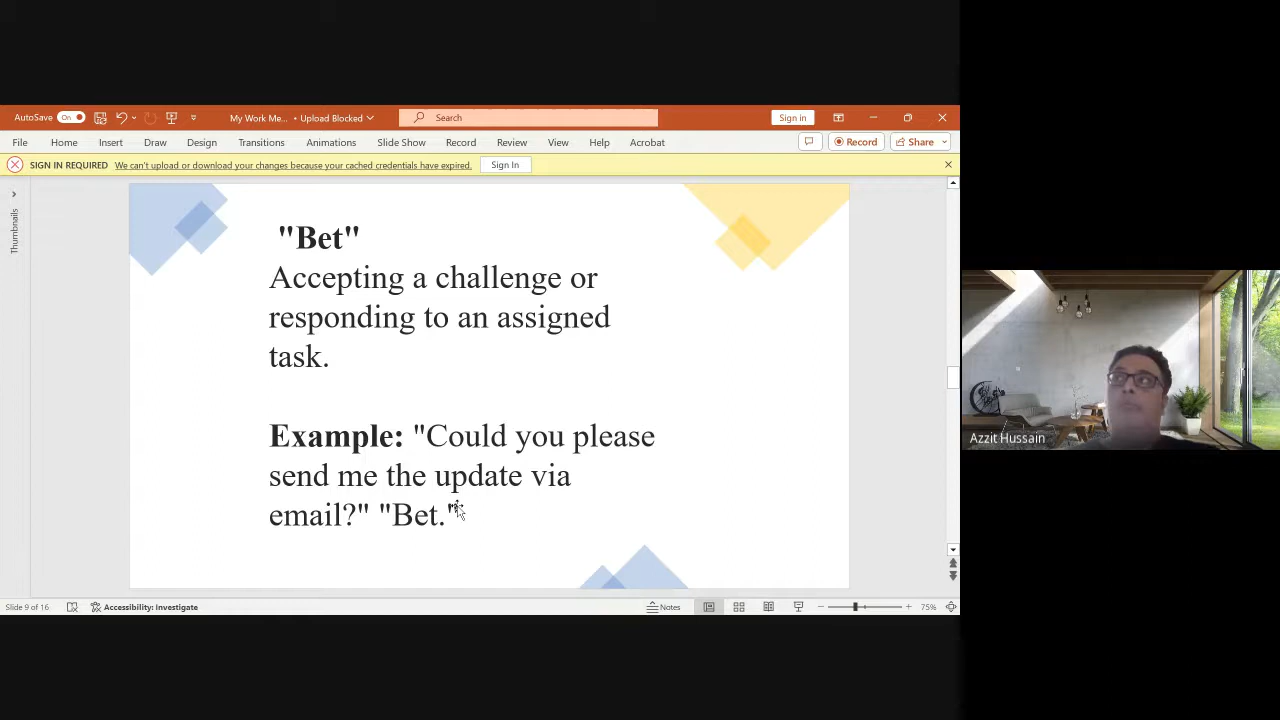 AutoSave On My Work Me... • Upload Blocked Search Sign in
File Home Insert Draw Design Transitions Animations Slide Show Record Review View Help Acrobat Record Share
SIGN IN REQUIRED We can't upload or download your changes because your cached credentials have expired. Sign In
Thumbnails
"Bet"
Accepting a challenge or
responding to an assigned
task.
Example: "Could you please
send me the update via
email?" "Bet."
Azzit Hussain
Slide 9 of 16 Accessibility: Investigate Notes 75%